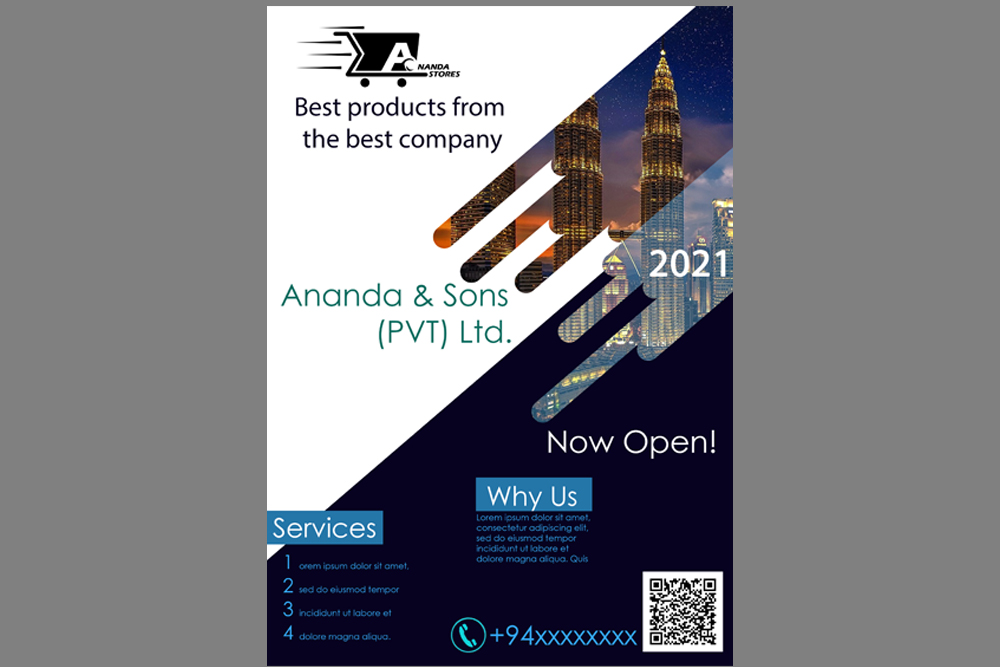 A
NANDA
STORES
Best products from
the best company
2021
Ananda & Sons
(PVT) Ltd.
Now Open!
Why Us
Lorem ipsum dolor sit amet,
consectetur adipiscing elit,
sed do eiusmod tempor
incididunt ut labore et
dolore magna aliqua. Quis
Services
1 orem ipsum dolor sit amet,
2 sed do eiusmod tempor
3 incididunt ut labore et
4 dolore magna aliqua.
+94xxxxxxxxx